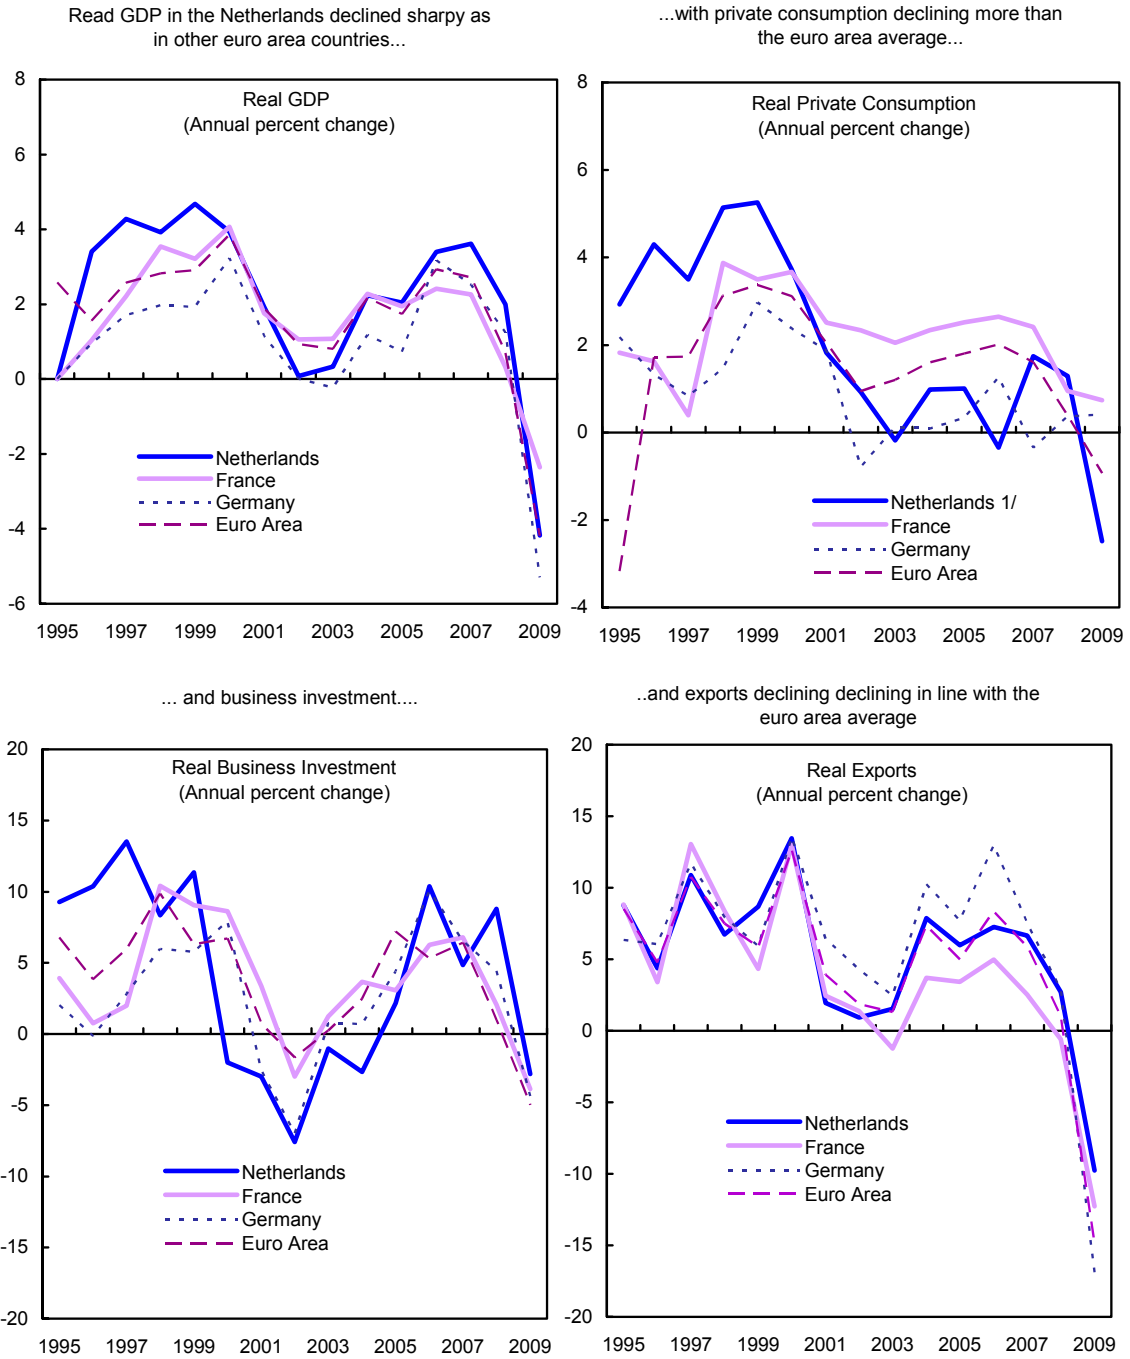 Read GDP in the Netherlands declined sharpy as
in other euro area countries...
8
6
4
2
0
-2
-4
-6
Real GDP
(Annual percent change)
Netherlands
France
Germany
Euro Area
1995 1997 1999 2001 2003 2005 2007 2009
...with private consumption declining more than
the euro area average...
8
6
4
2
0
-2
-4
Real Private Consumption
(Annual percent change)
Netherlands 1/
France
Germany
Euro Area
1995 1997 1999 2001 2003 2005 2007 2009
... and business investment....
20
15
10
5
0
-5
-10
-15
-20
Real Business Investment
(Annual percent change)
Netherlands
France
Germany
Euro Area
1995 1997 1999 2001 2003 2005 2007 2009
..and exports declining declining in line with the
euro area average
20
15
10
5
0
-5
-10
-15
-20
Real Exports
(Annual percent change)
Netherlands
France
Germany
Euro Area
1995 1997 1999 2001 2003 2005 2007 2009